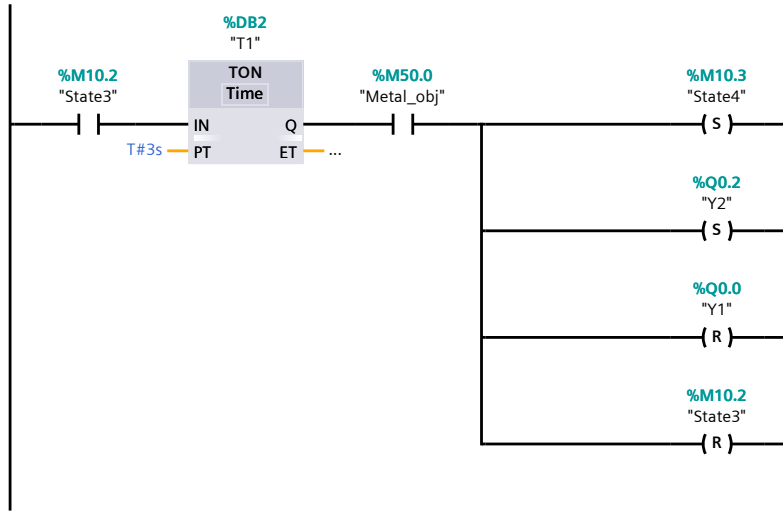 %DB2
"T1"
%M10.2
"State3"
TON
Time
%M50.0
"Metal_obj"
%M10.3
"State4"
IN
Q
S
T#3s
PT
ET
...
%Q0.2
"Y2"
S
%Q0.0
"Y1"
R
%M10.2
"State3"
R